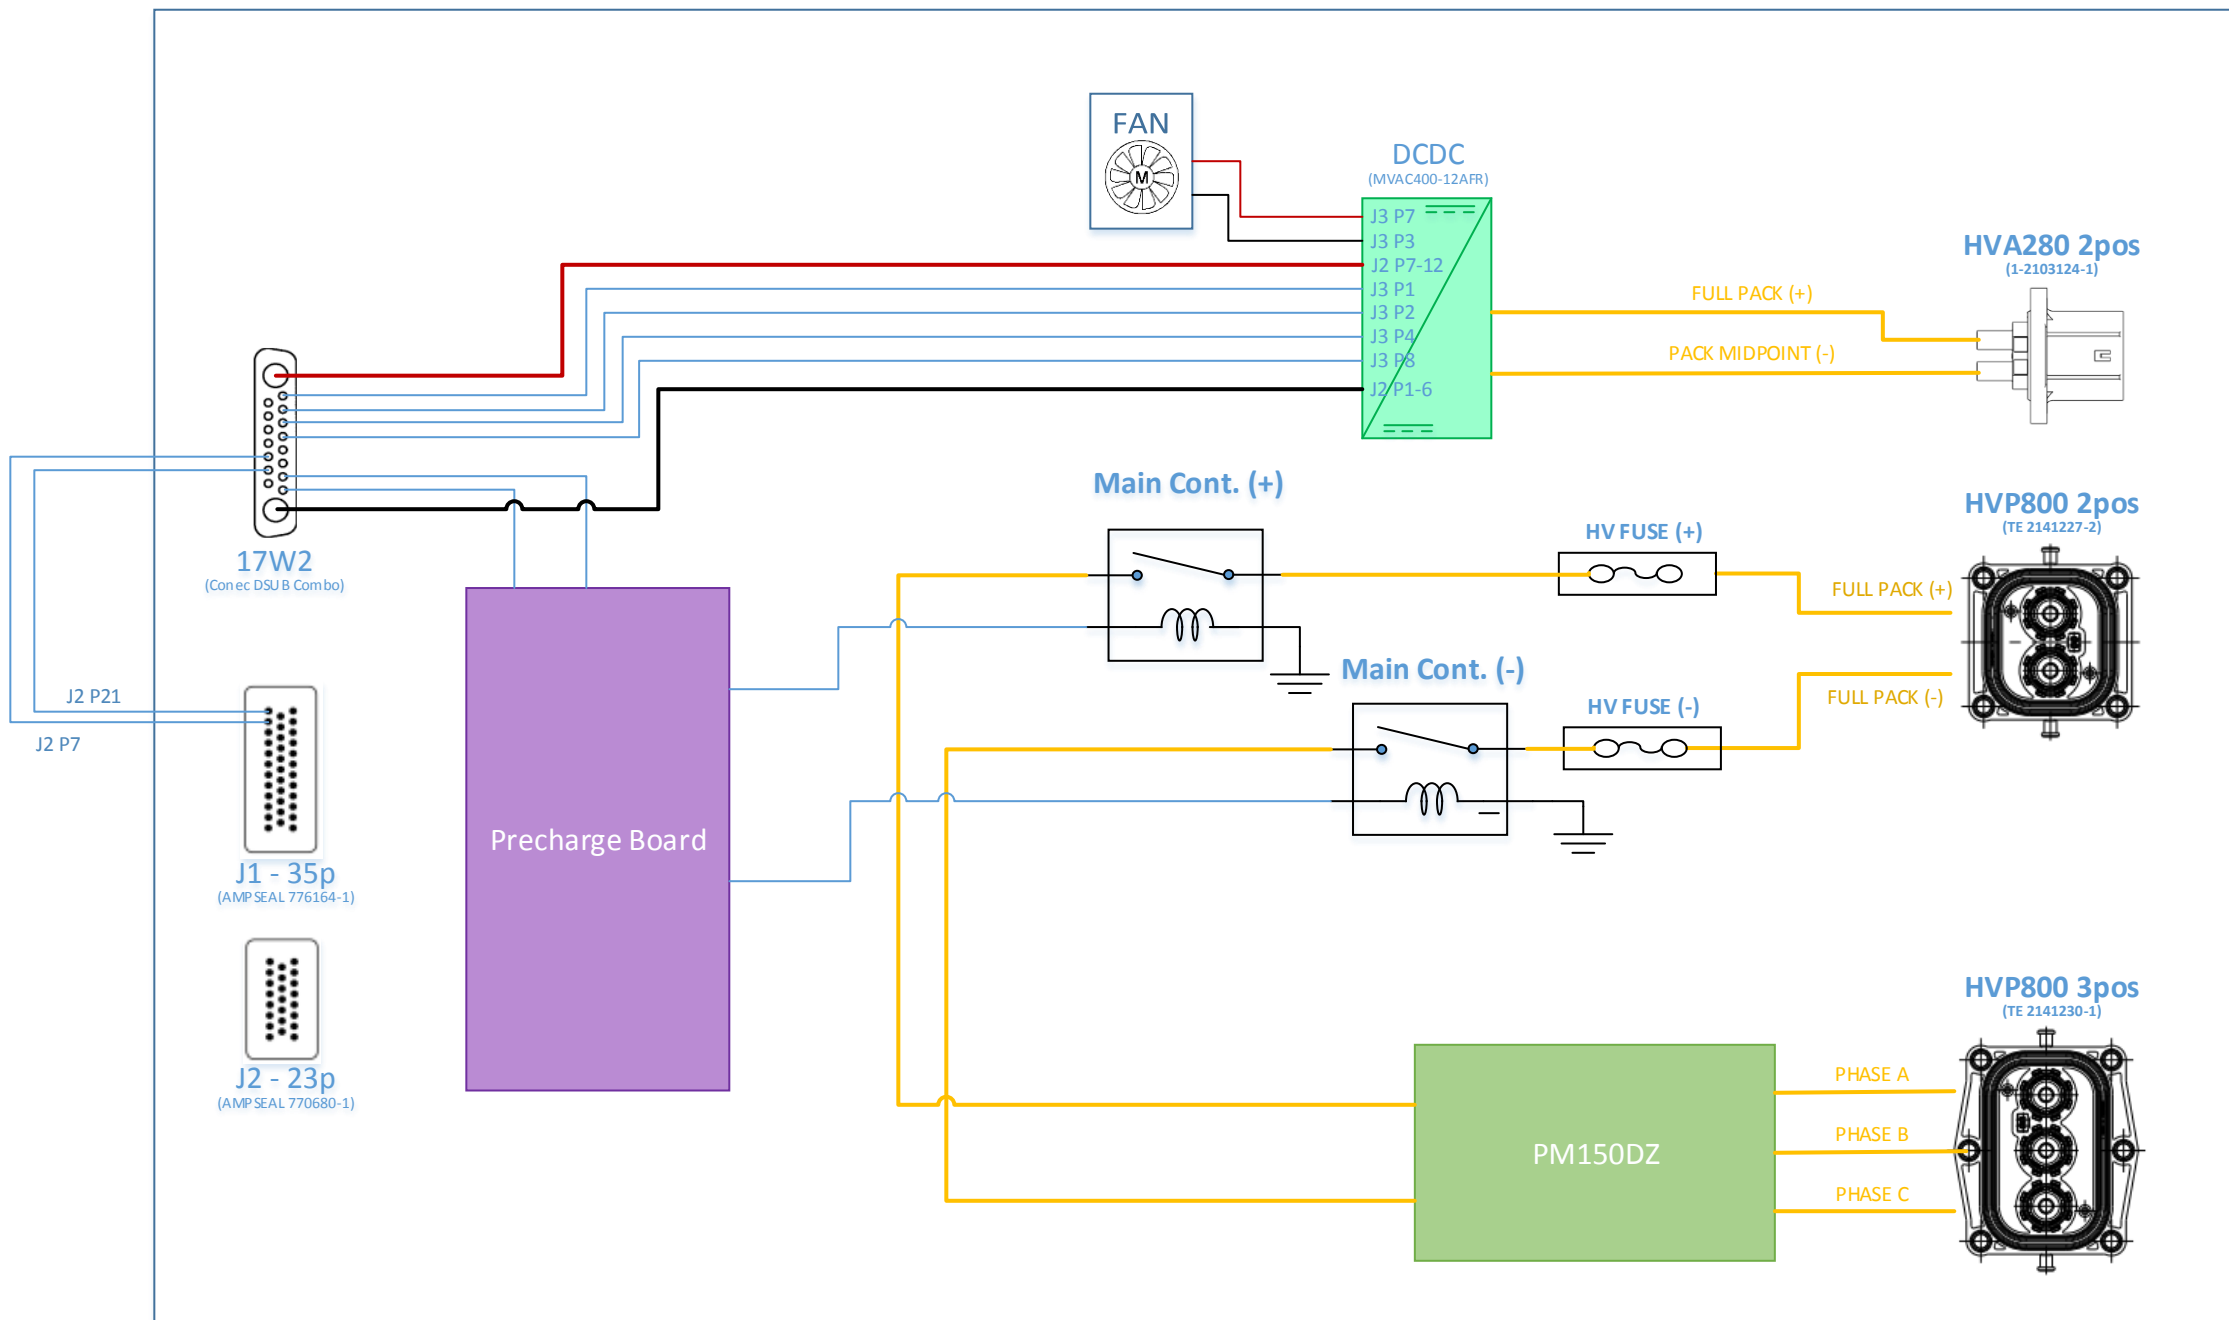 FAN
M
DCDC
(MVAC400-12AFR)
J3 P7
J3 P3
J2 P7-12
J3 P1
J3 P2
J3 P4
J3 P8
J2 P1-6
FULL PACK (+)
PACK MIDPOINT (-)
HVA280 2pos
(1-2103124-1)
17W2
(Conec DSUB Combo)
Main Cont. (+)
HV FUSE (+)
HVP800 2pos
(TE 2141227-2)
FULL PACK (+)
Main Cont. (-)
HV FUSE (-)
FULL PACK (-)
J2 P21
J2 P7
J1 - 35p
(AMPSEAL 776164-1)
Precharge Board
J2 - 23p
(AMPSEAL 770680-1)
PM150DZ
PHASE A
PHASE B
PHASE C
HVP800 3pos
(TE 2141230-1)